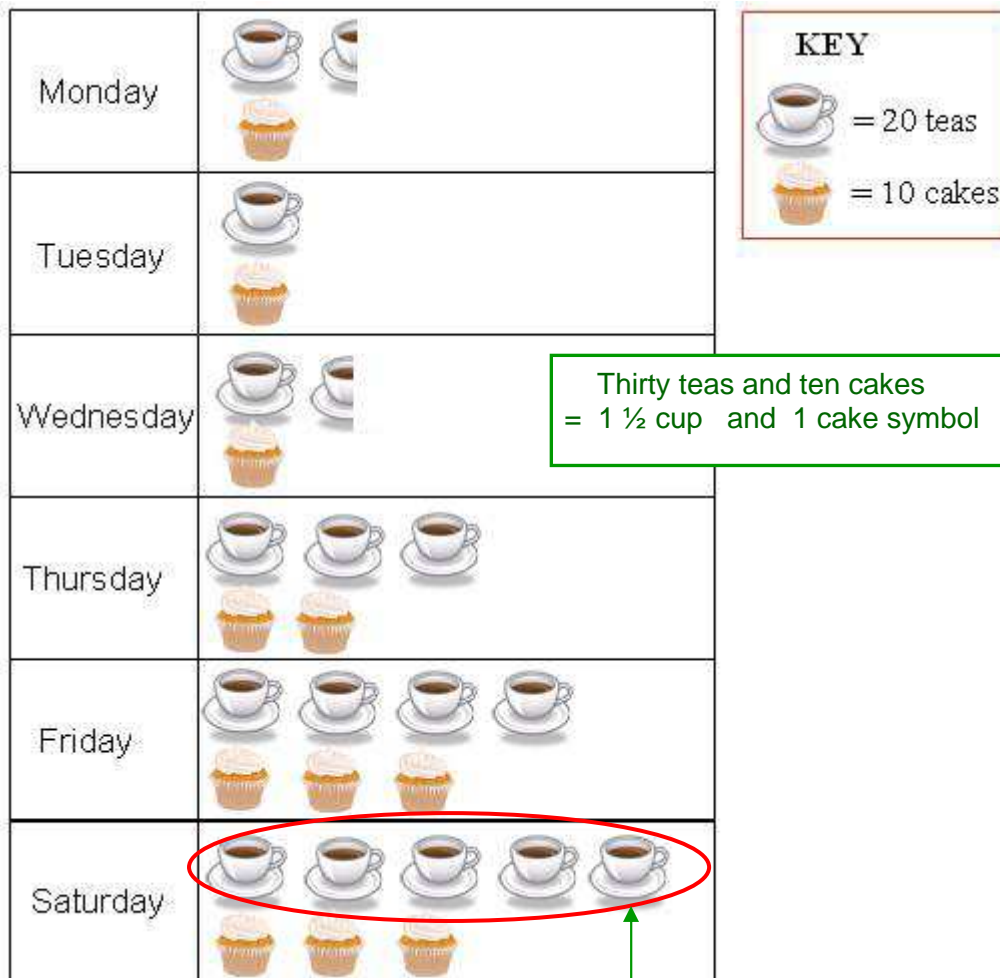 Monday
KEY
= 20 teas
= 10 cakes
Tuesday
Wednesday
Thirty teas and ten cakes
= 1 ½ cup and 1 cake symbol
Thursday
Friday
Saturday